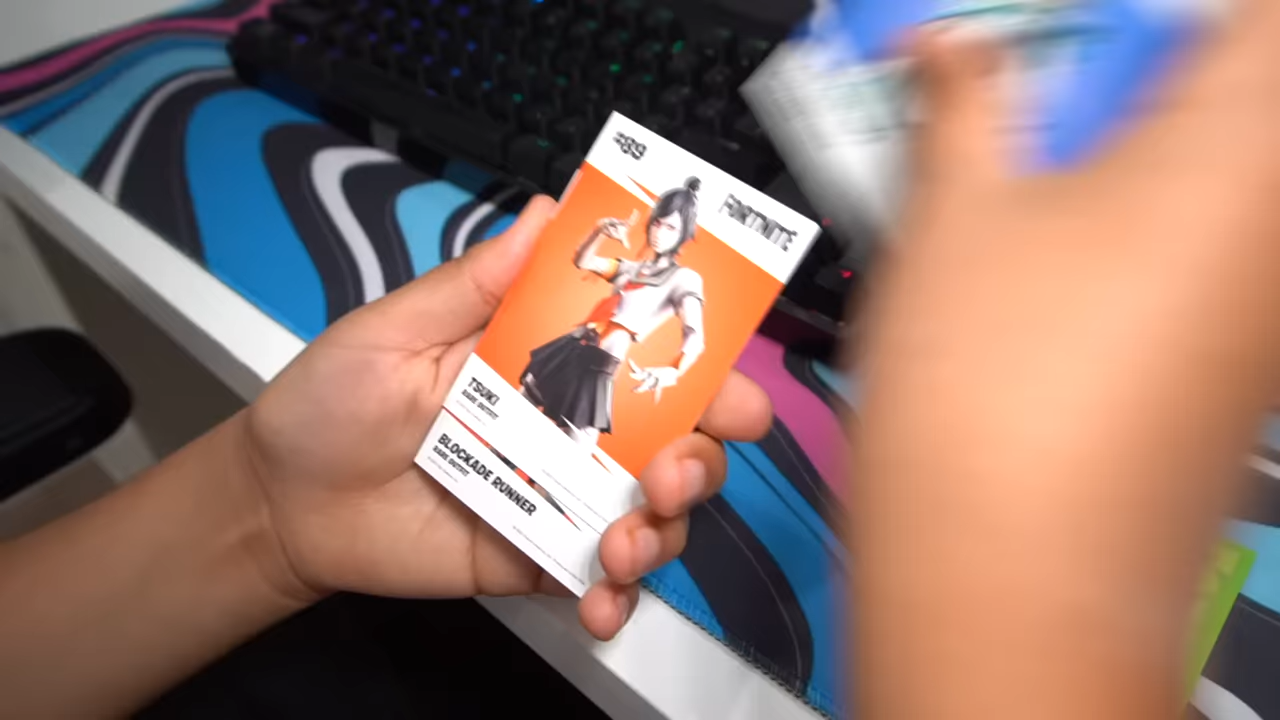 #89
FORTNITE
TSUKI
RARE OUTFIT
BLOCKADE RUNNER
RARE OUTFIT